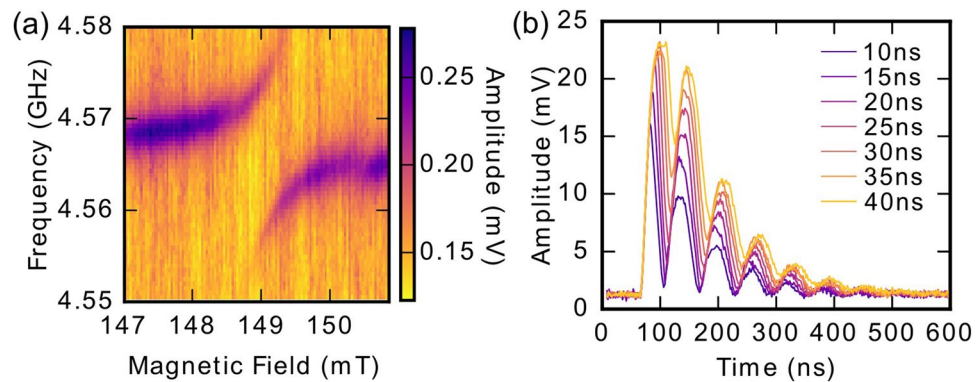 (a)
4.58
4.57
4.56
4.55
Frequency (GHz)
147
148
149
150
Magnetic Field (mT)
0.25
0.20
0.15
Amplitude (mV)
(b)
25
20
15
10
5
0
Amplitude (mV)
0
100
200
300
400
500
600
Time (ns)
10ns
15ns
20ns
25ns
30ns
35ns
40ns